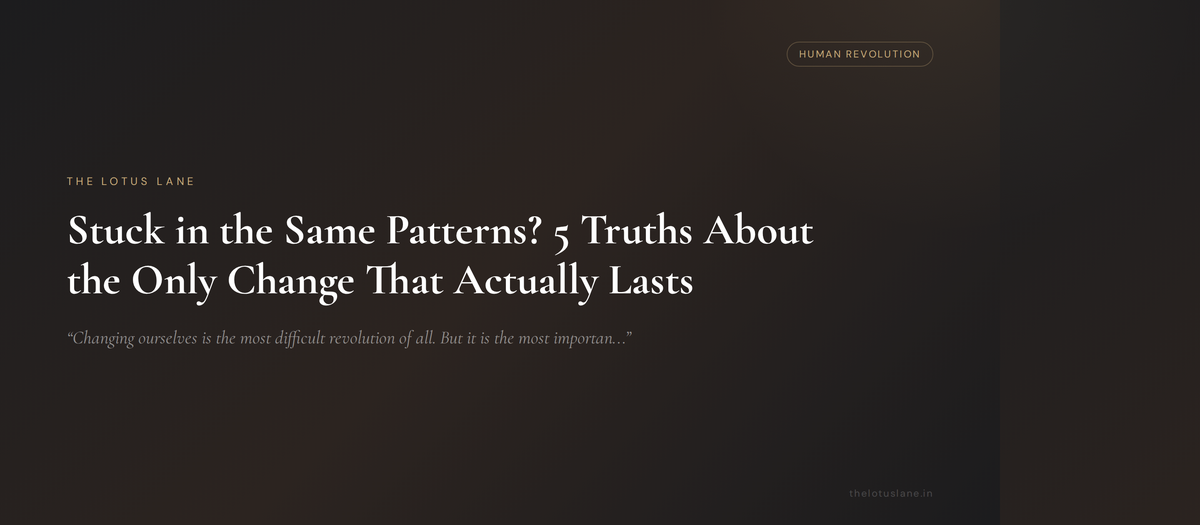 HUMAN REVOLUTION
THE LOTUS LANE
Stuck in the Same Patterns? 5 Truths About
the Only Change That Actually Lasts
“Changing ourselves is the most difficult revolution of all. But it is the most importan...”
thelotuslane.in